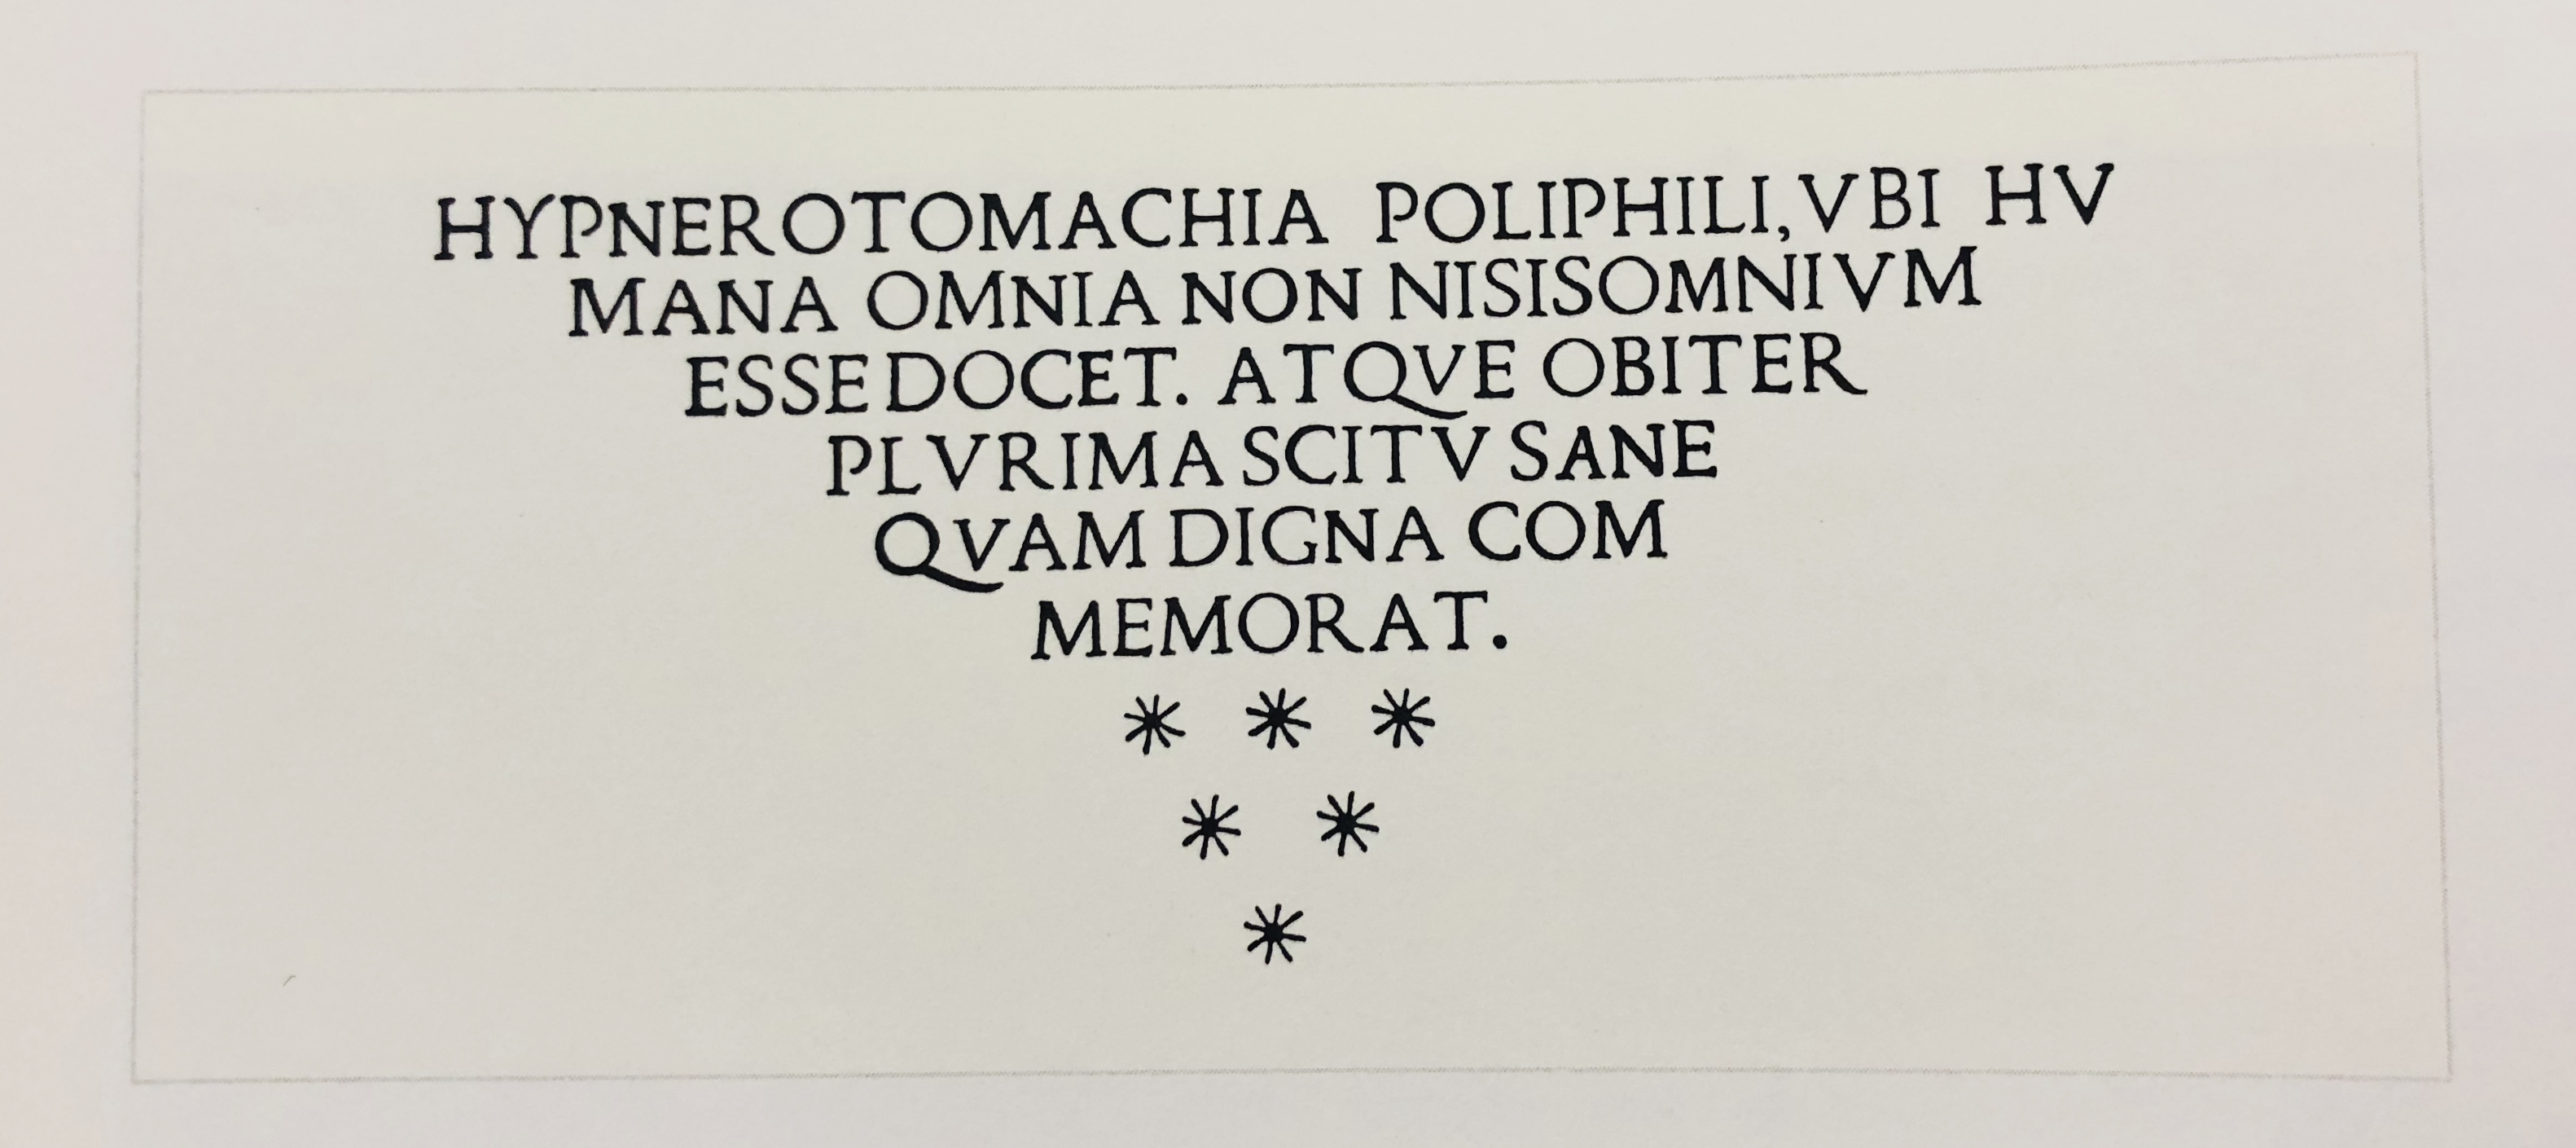 HYPNEROTOMACHIA POLIPHILI, VBI HV
MANA OMNIA NON NISISOMNIVM
ESSE DOCET. ATQVE OBITER
PLVRIMA SCITV SANE
QVAM DIGNA COM
MEMORAT.
* * *
* *
*